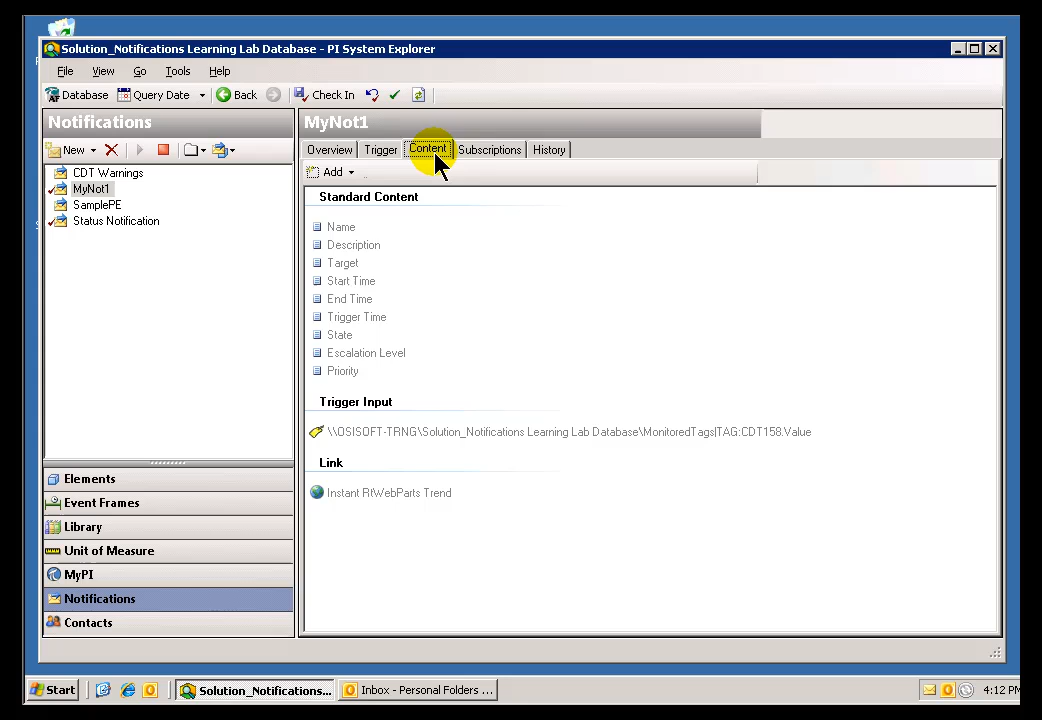 Solution_Notifications Learning Lab Database - PI System Explorer
File View Go Tools Help
Database Query Date Back Check In
Notifications
MyNot1
New
Overview Trigger Content Subscriptions History
Add
CDT Warnings
MyNot1
SamplePE
Status Notification
Standard Content
Name
Description
Target
Start Time
End Time
Trigger Time
State
Escalation Level
Priority
Trigger Input
\\OSISOFT-TRNG\Solution_Notifications Learning Lab Database\MonitoredTags|TAG:CDT158.Value
Link
Instant RtWebParts Trend
Elements
Event Frames
Library
Unit of Measure
MyPI
Notifications
Contacts
Start Solution_Notifications... Inbox - Personal Folders ... 4:12 PM